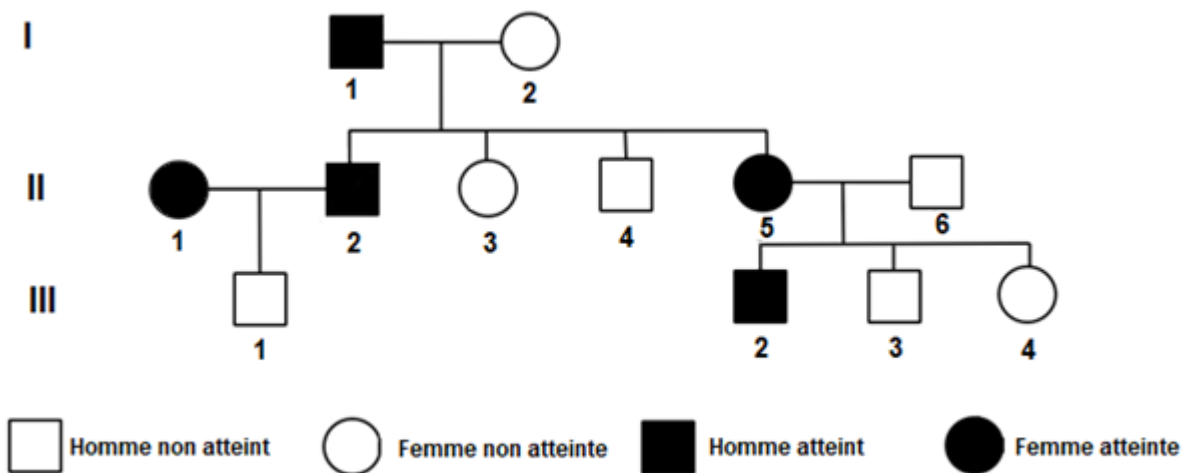 I
1 2
II
1 2 3 4 5 6
III
1 2 3 4
Homme non atteint Femme non atteinte Homme atteint Femme atteinte